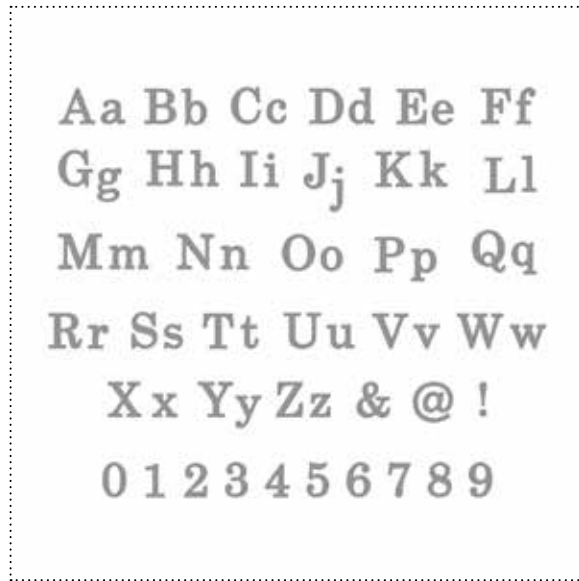 Aa Bb Cc Dd Ee Ff
Gg Hh Ii Jj Kk Ll
Mm Nn Oo Pp Qq
Rr Ss Tt Uu Vv Ww
Xx Yy Zz & @ !
0 1 2 3 4 5 6 7 8 9